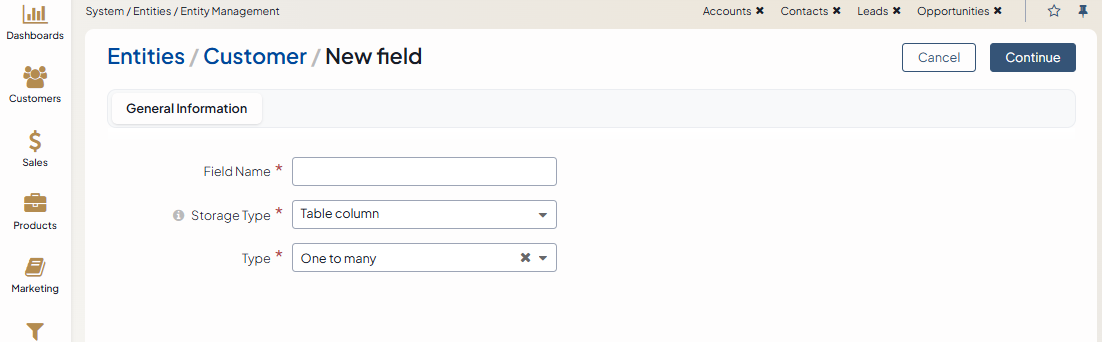 System / Entities / Entity Management
Accounts ✖ Contacts ✖ Leads ✖ Opportunities ✖
Dashboards
Customers
Sales
Products
Marketing
Entities / Customer / New field
Cancel
Continue
General Information
Field Name *
Storage Type * Table column
Type * One to many ✖